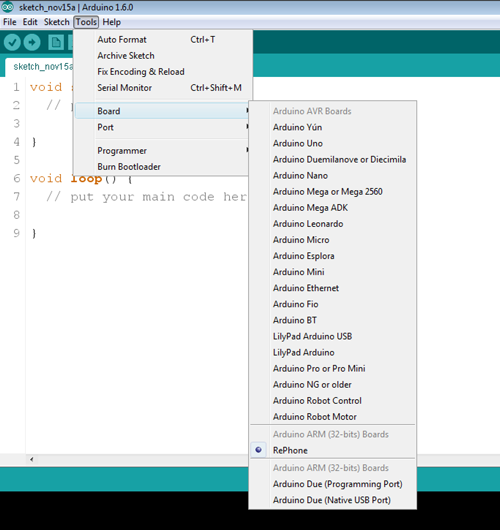 sketch_nov15a | Arduino 1.6.0
File Edit Sketch Tools Help
sketch_nov15a
Auto Format Ctrl+T
Archive Sketch
Fix Encoding & Reload
Serial Monitor Ctrl+Shift+M
Board
Port
Programmer
Burn Bootloader
1 void
2 //
3
4 }
5
6 void loop() {
7 // put your main code her
8
9 }
Arduino AVR Boards
Arduino Yún
Arduino Uno
Arduino Duemilanove or Diecimila
Arduino Nano
Arduino Mega or Mega 2560
Arduino Mega ADK
Arduino Leonardo
Arduino Micro
Arduino Esplora
Arduino Mini
Arduino Ethernet
Arduino Fio
Arduino BT
LilyPad Arduino USB
LilyPad Arduino
Arduino Pro or Pro Mini
Arduino NG or older
Arduino Robot Control
Arduino Robot Motor
Arduino ARM (32-bits) Boards
RePhone
Arduino ARM (32-bits) Boards
Arduino Due (Programming Port)
Arduino Due (Native USB Port)